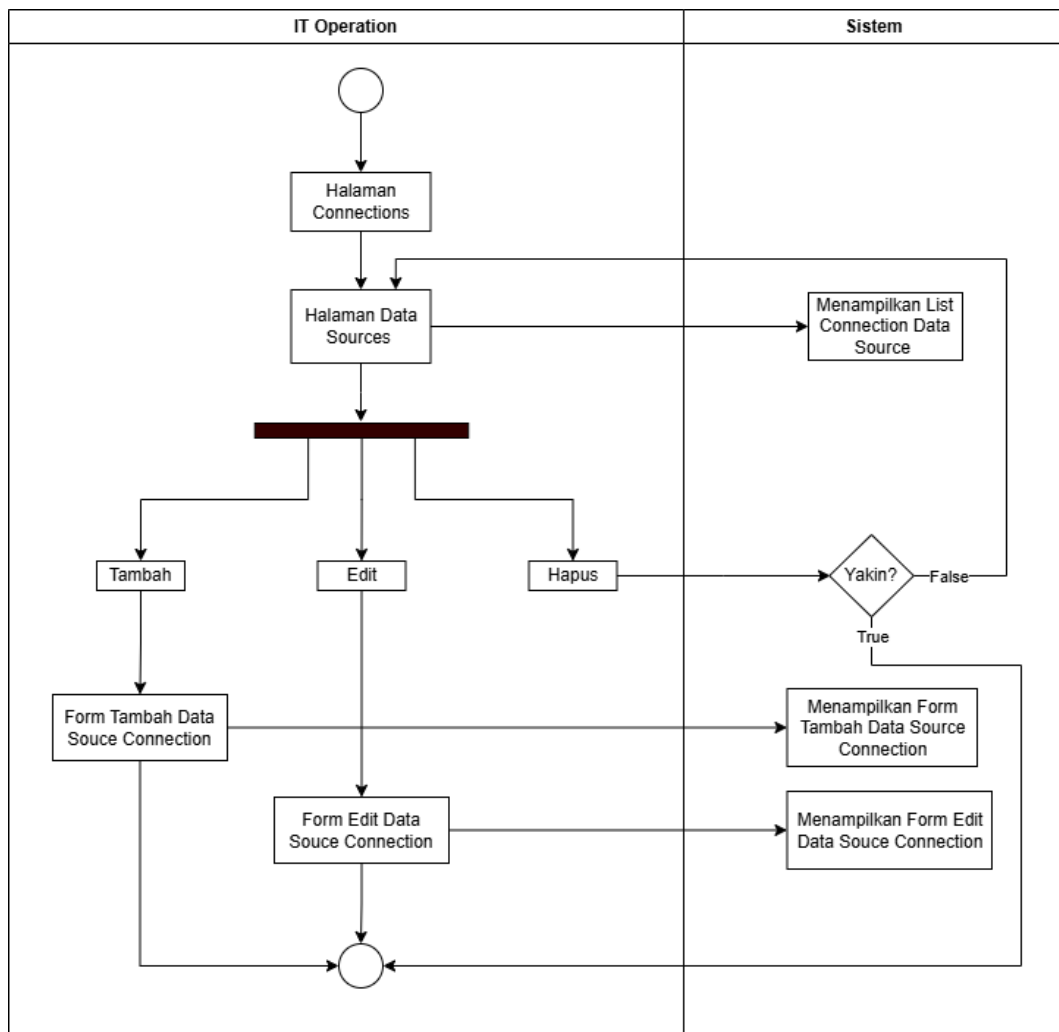 IT Operation
Sistem
Halaman
Connections
Halaman Data
Sources
Menampilkan List
Connection Data
Source
Tambah
Edit
Hapus
Yakin?
False
True
Form Tambah Data
Souce Connection
Menampilkan Form
Tambah Data Source
Connection
Form Edit Data
Souce Connection
Menampilkan Form Edit
Data Souce Connection